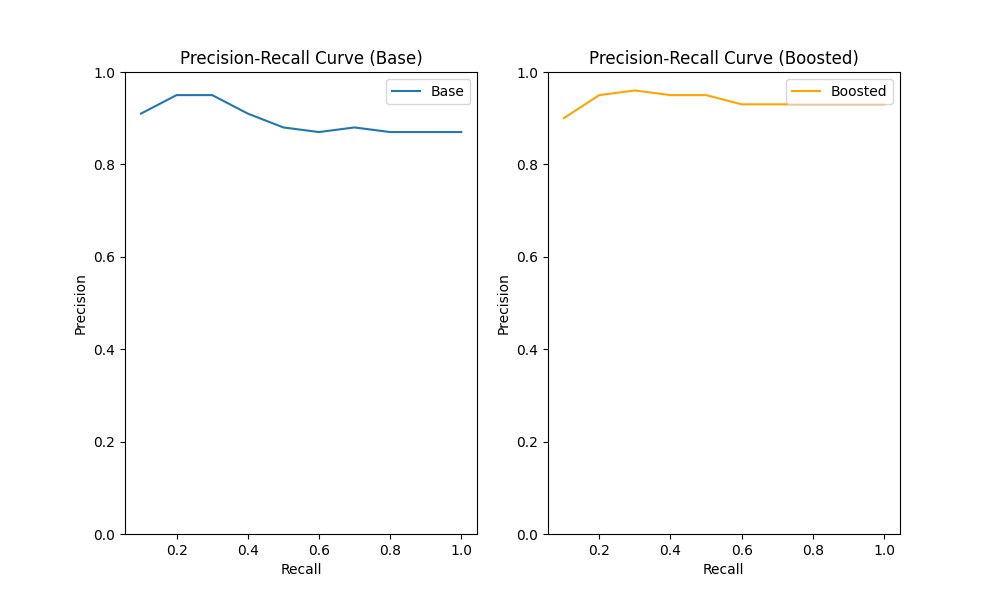 Precision-Recall Curve (Base)
1.0
0.8
0.6
0.4
0.2
0.0
Precision
Base
0.2 0.4 0.6 0.8 1.0
Recall
Precision-Recall Curve (Boosted)
1.0
0.8
0.6
0.4
0.2
0.0
Precision
Boosted
0.2 0.4 0.6 0.8 1.0
Recall